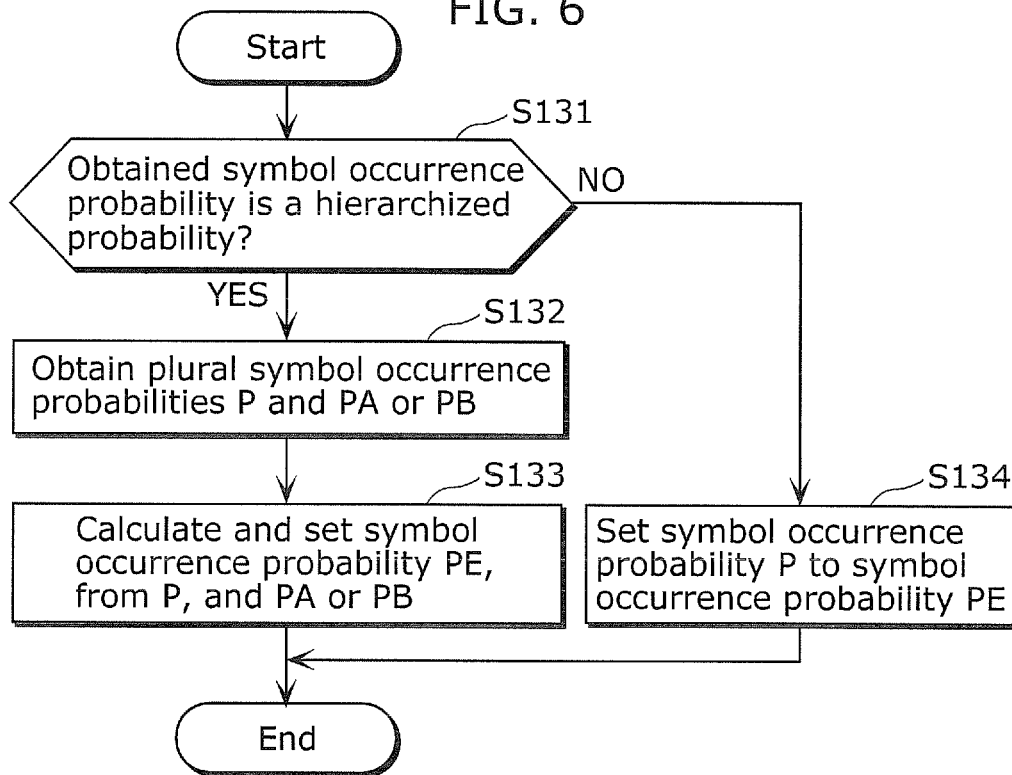 FIG. 6
Start
S131
Obtained symbol occurrence
probability is a hierarchized
probability?
NO
YES
S132
Obtain plural symbol occurrence
probabilities P and PA or PB
S133
Calculate and set symbol
occurrence probability PE,
from P, and PA or PB
S134
Set symbol occurrence
probability P to symbol
occurrence probability PE
End